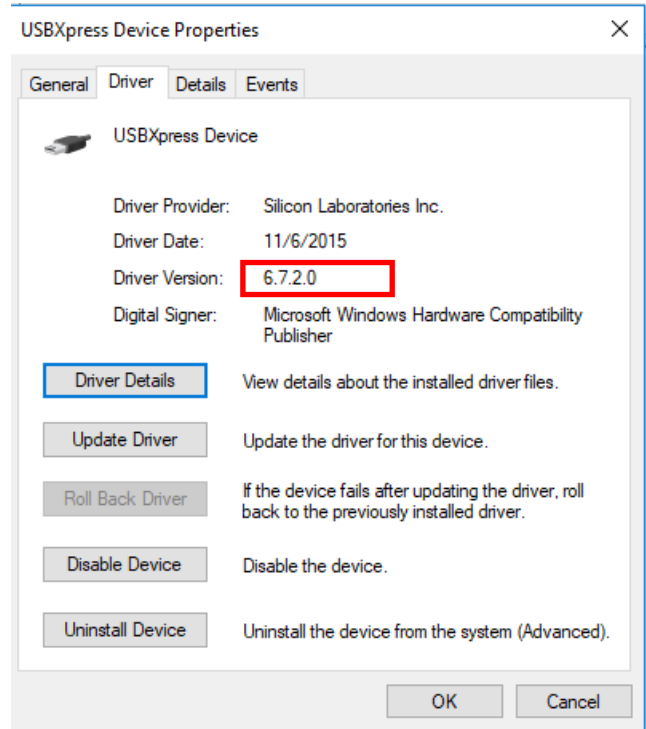 USBXpress Device Properties
General Driver Details Events
USBXpress Device
Driver Provider: Silicon Laboratories Inc.
Driver Date: 11/6/2015
Driver Version: 6.7.2.0
Digital Signer: Microsoft Windows Hardware Compatibility
Publisher
Driver Details View details about the installed driver files.
Update Driver Update the driver for this device.
Roll Back Driver If the device fails after updating the driver, roll
back to the previously installed driver.
Disable Device Disable the device.
Uninstall Device Uninstall the device from the system (Advanced).
OK Cancel